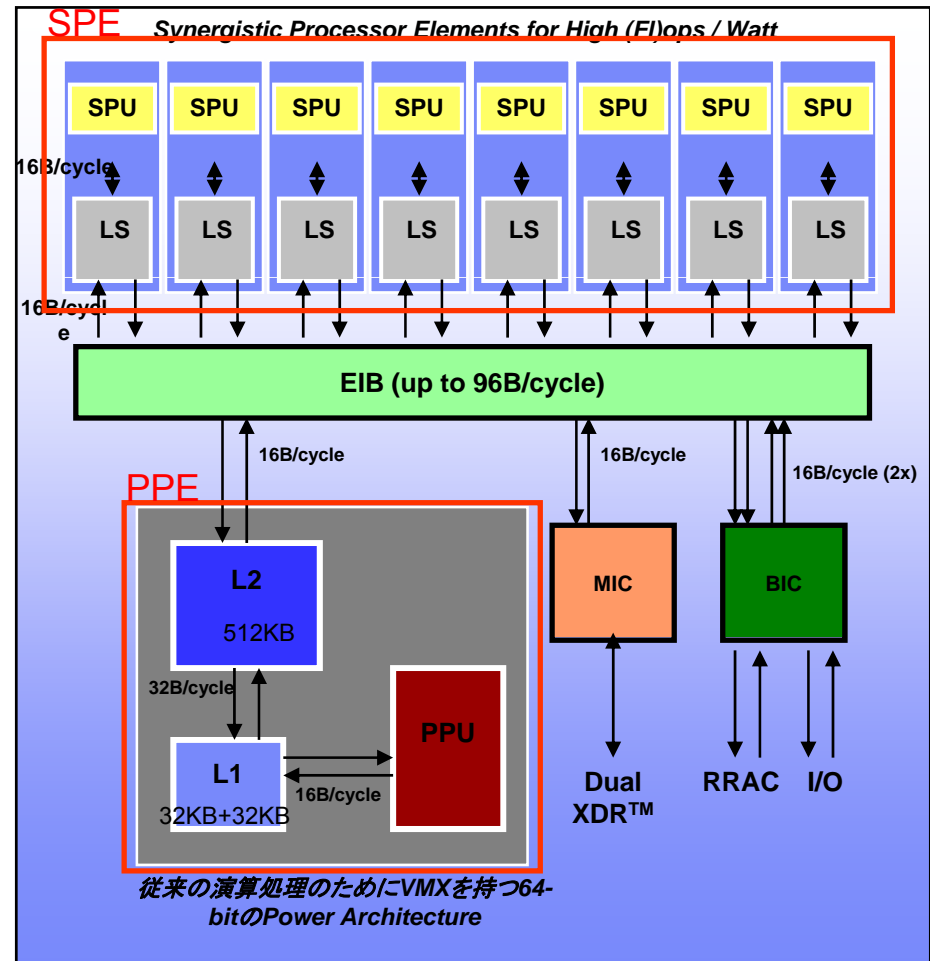 SPE
Synergistic Processor Elements for High (Fl)ops / Watt
SPU SPU SPU SPU SPU SPU SPU SPU
16B/cycle
LS LS LS LS LS LS LS LS
16B/cycl
e
EIB (up to 96B/cycle)
16B/cycle 16B/cycle 16B/cycle (2x)
PPE
L2
512KB
MIC
BIC
32B/cycle
PPU
L1
32KB+32KB
16B/cycle
Dual
XDR™
RRAC I/O
従来の演算処理のためにVMXを持つ64-
bitのPower Architecture